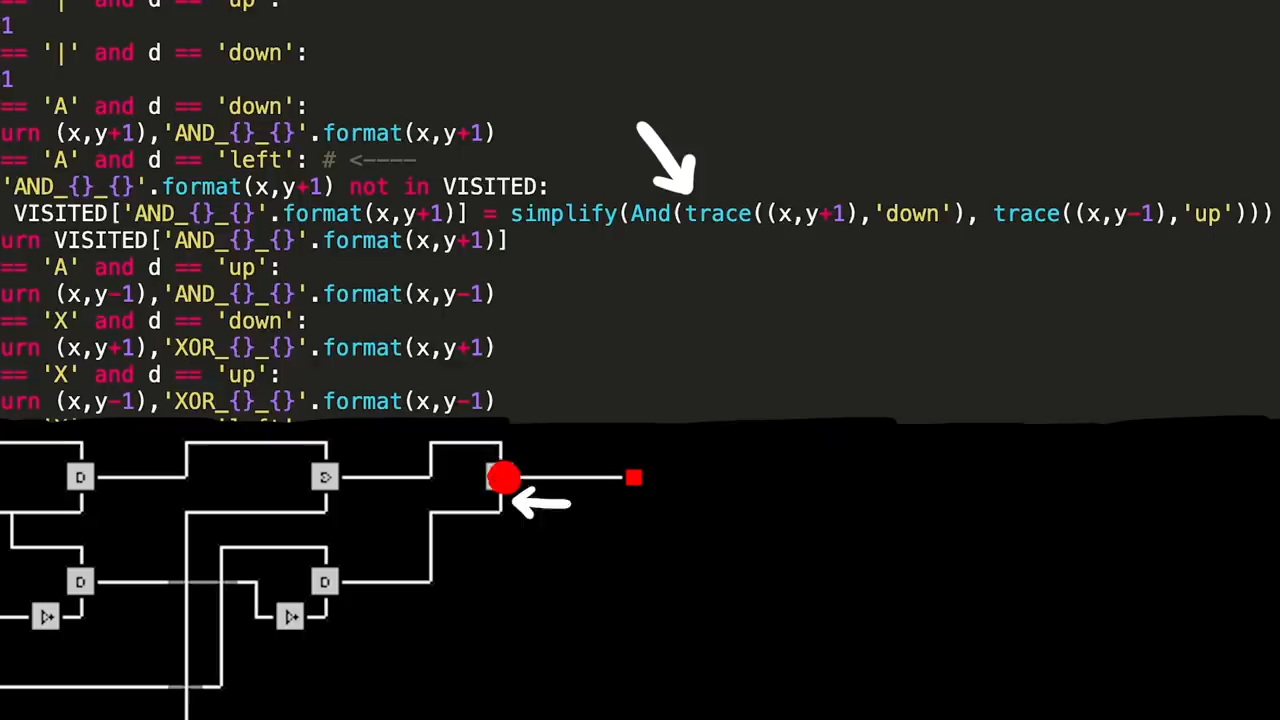 == '|' and d == 'up':
1
== '|' and d == 'down':
1
== 'A' and d == 'down':
urn (x,y+1),'AND_{}_{}'.format(x,y+1)
== 'A' and d == 'left': # <----
'AND_{}_{}'.format(x,y+1) not in VISITED:
VISITED['AND_{}_{}'.format(x,y+1)] = simplify(And(trace((x,y+1),'down'), trace((x,y-1),'up')))
urn VISITED['AND_{}_{}'.format(x,y+1)]
== 'A' and d == 'up':
urn (x,y-1),'AND_{}_{}'.format(x,y-1)
== 'X' and d == 'down':
urn (x,y+1),'XOR_{}_{}'.format(x,y+1)
== 'X' and d == 'up':
urn (x,y-1),'XOR_{}_{}'.format(x,y-1)